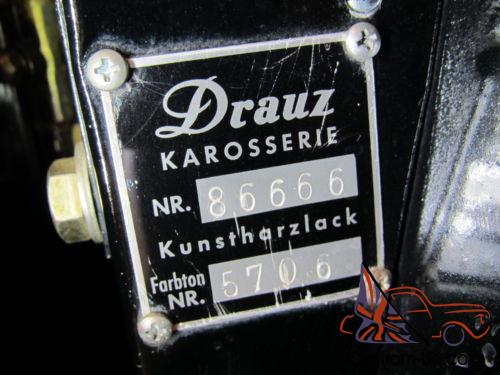 Drauz
KAROSSERIE
NR. 86666
Kunstharzlack
Farbton
NR. 5706